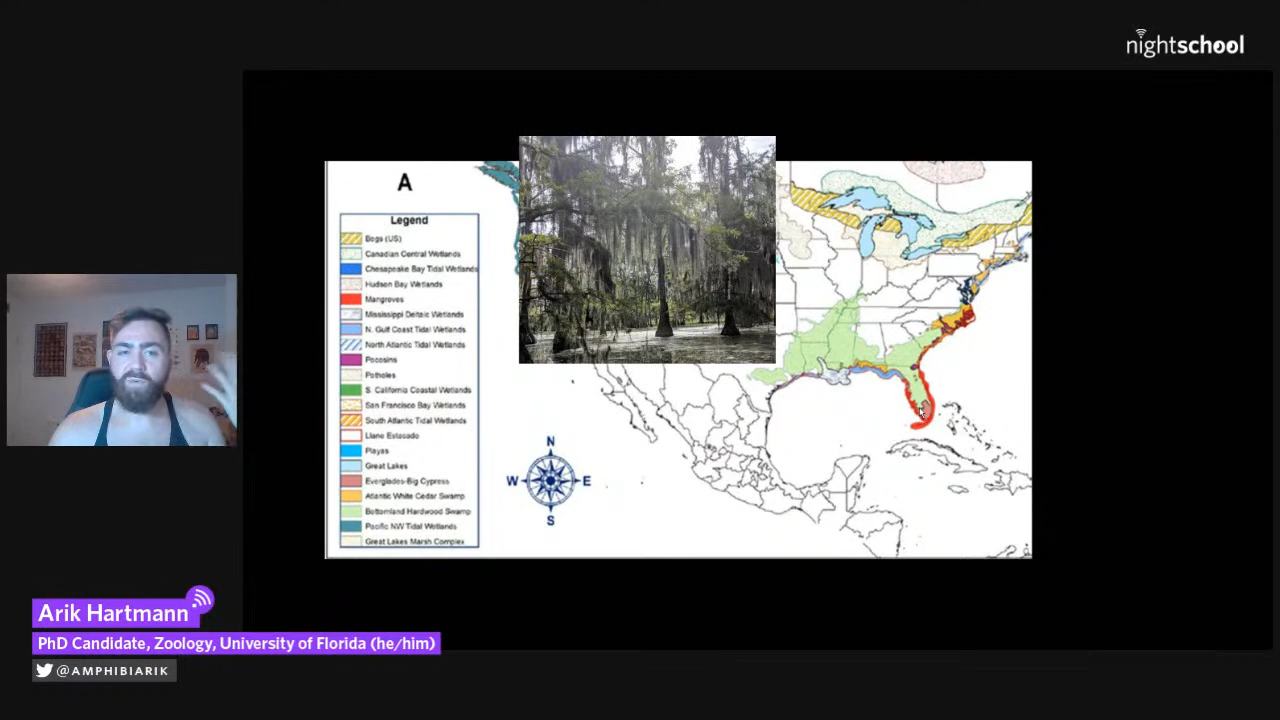 nightschool
A
Legend
Bogs (US)
Canadian Central Wetlands
Chesapeake Bay Tidal Wetlands
Hudson Bay Wetlands
Mangroves
Mississippi Deltaic Wetlands
N. Gulf Coast Tidal Wetlands
North Atlantic Tidal Wetlands
Pocosins
Potholes
S. California Coastal Wetlands
San Francisco Bay Wetlands
South Atlantic Tidal Wetlands
Llano Estacado
Playas
Great Lakes
Everglades-Big Cypress
Atlantic White Cedar Swamp
Bottomland Hardwood Swamp
Pacific NW Tidal Wetlands
Great Lakes Marsh Complex
N
W E
S
Arik Hartmann
PhD Candidate, Zoology, University of Florida (he/him)
@AMPHIBIARIK